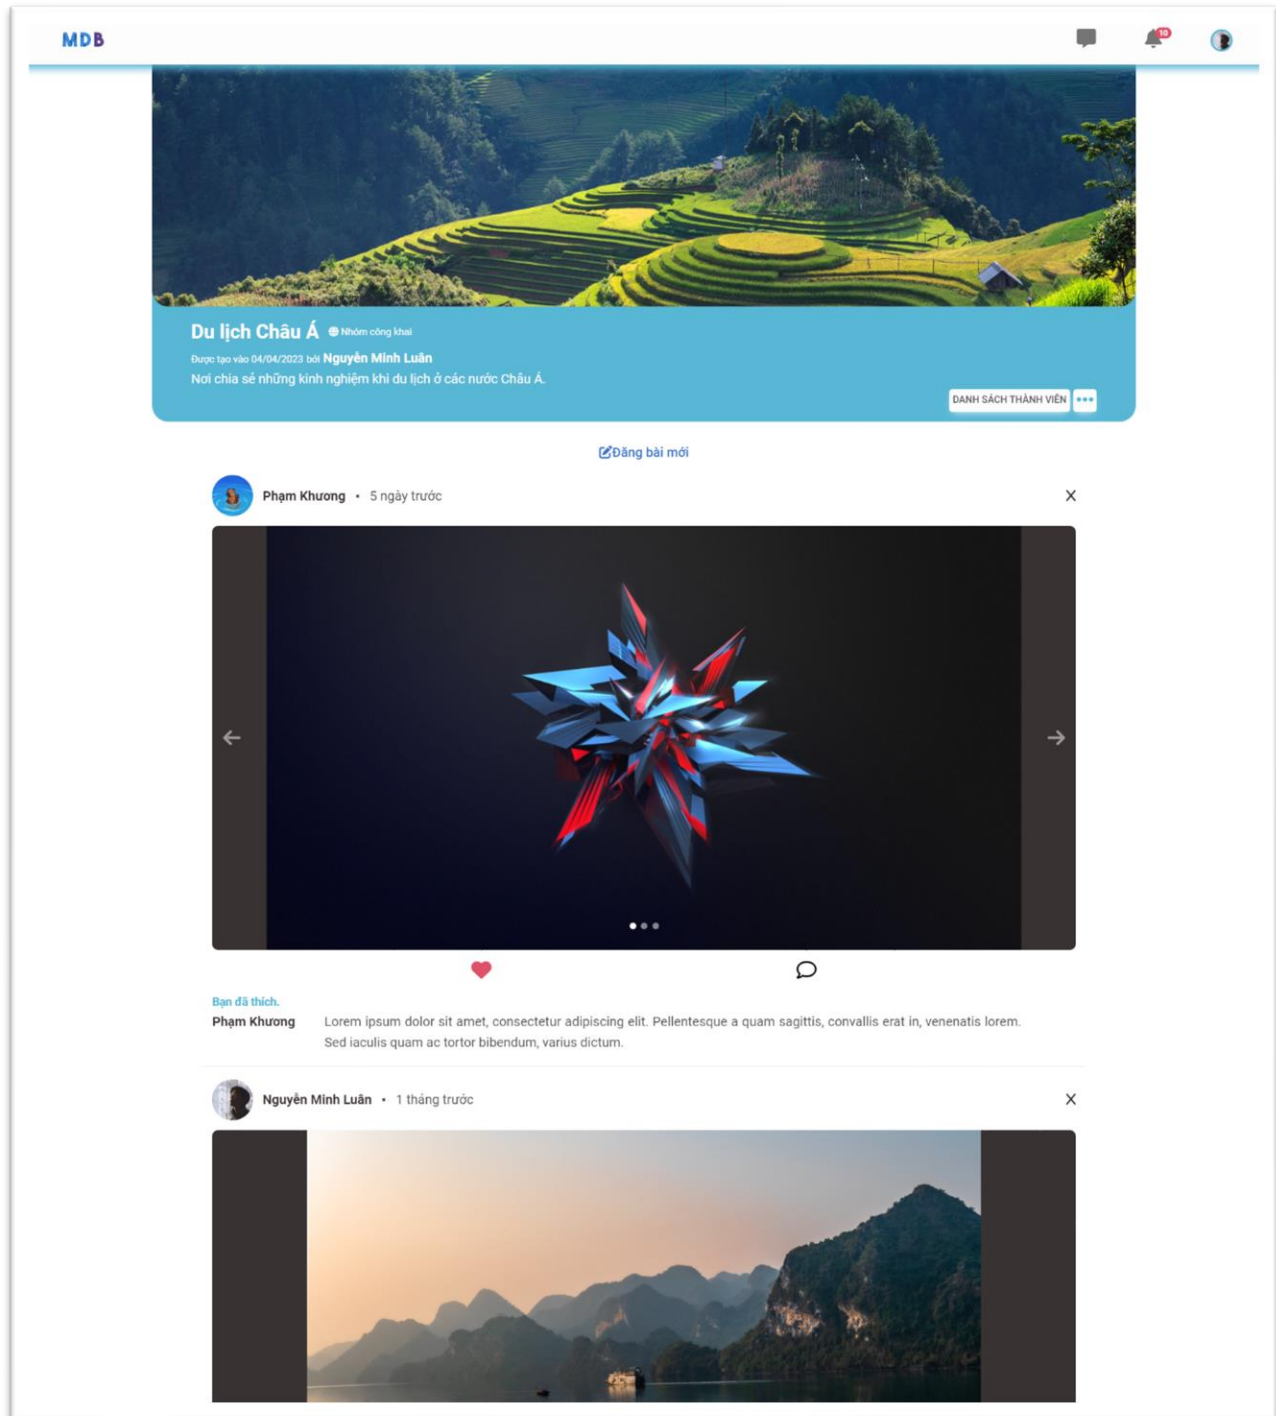 MDB
10
Du lịch Châu Á Nhóm công khai
Được tạo vào 04/04/2023 bởi Nguyễn Minh Luân
Nơi chia sẻ những kinh nghiệm khi du lịch ở các nước Châu Á.
DANH SÁCH THÀNH VIÊN
Đăng bài mới
Phạm Khương • 5 ngày trước X
Bạn đã thích.
Phạm Khương Lorem ipsum dolor sit amet, consectetur adipiscing elit. Pellentesque a quam sagittis, convallis erat in, venenatis lorem.
Sed iaculis quam ac tortor bibendum, varius dictum.
Nguyễn Minh Luân • 1 tháng trước X